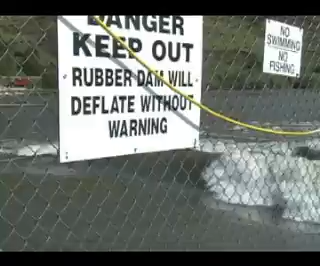 DANGER
KEEP OUT
RUBBER DAM WILL
DEFLATE WITHOUT
WARNING
NO
SWIMMING
NO
FISHING